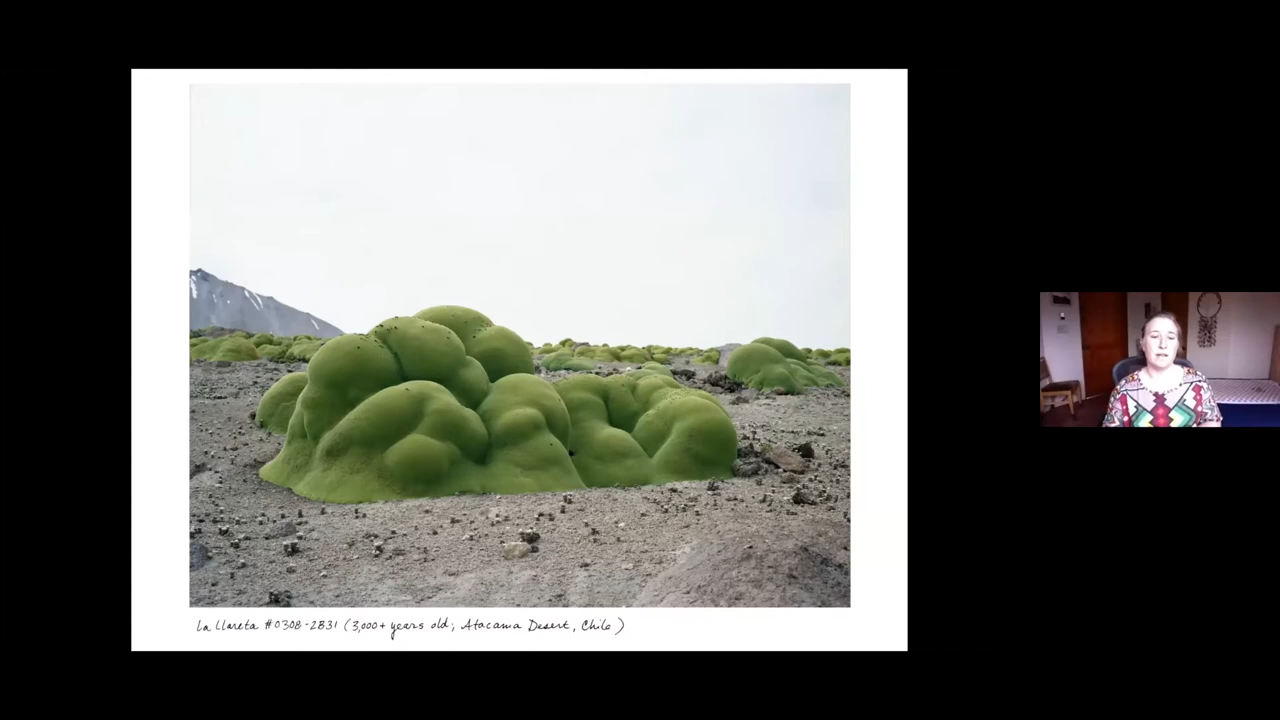 La Llareta #0308-2B31 (3,000+ years old; Atacama Desert, Chile)